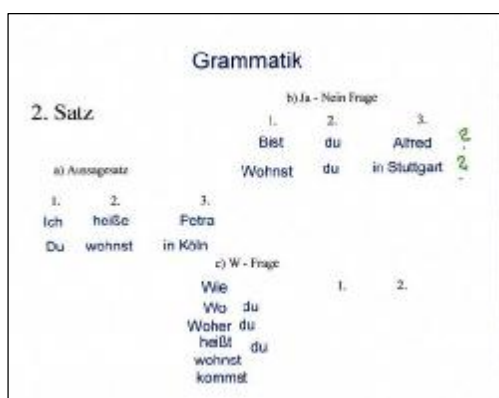 Grammatik
2. Satz
b) Ja - Nein Frage
1. 2. 3.
Bist du Alfred ?
Wohnst du in Stuttgart ?
a) Aussagesatz
1. 2. 3.
Ich heiße Petra
Du wohnst in Köln
c) W - Frage
Wie 1. 2.
Wo du
Woher du
heißt du
wohnst
kommst